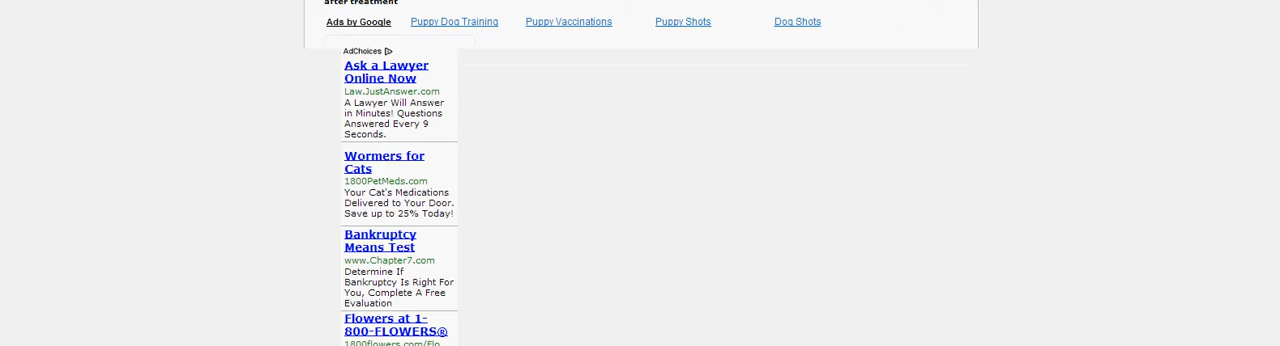 after treatment
Ads by Google Puppy Dog Training Puppy Vaccinations Puppy Shots Dog Shots
AdChoices
Ask a Lawyer
Online Now
Law.JustAnswer.com
A Lawyer Will Answer
in Minutes! Questions
Answered Every 9
Seconds.
Wormers for
Cats
1800PetMeds.com
Your Cat's Medications
Delivered to Your Door.
Save up to 25% Today!
Bankruptcy
Means Test
www.Chapter7.com
Determine If
Bankruptcy Is Right For
You, Complete A Free
Evaluation
Flowers at 1-
800-FLOWERS®
1800flowers.com/Flo